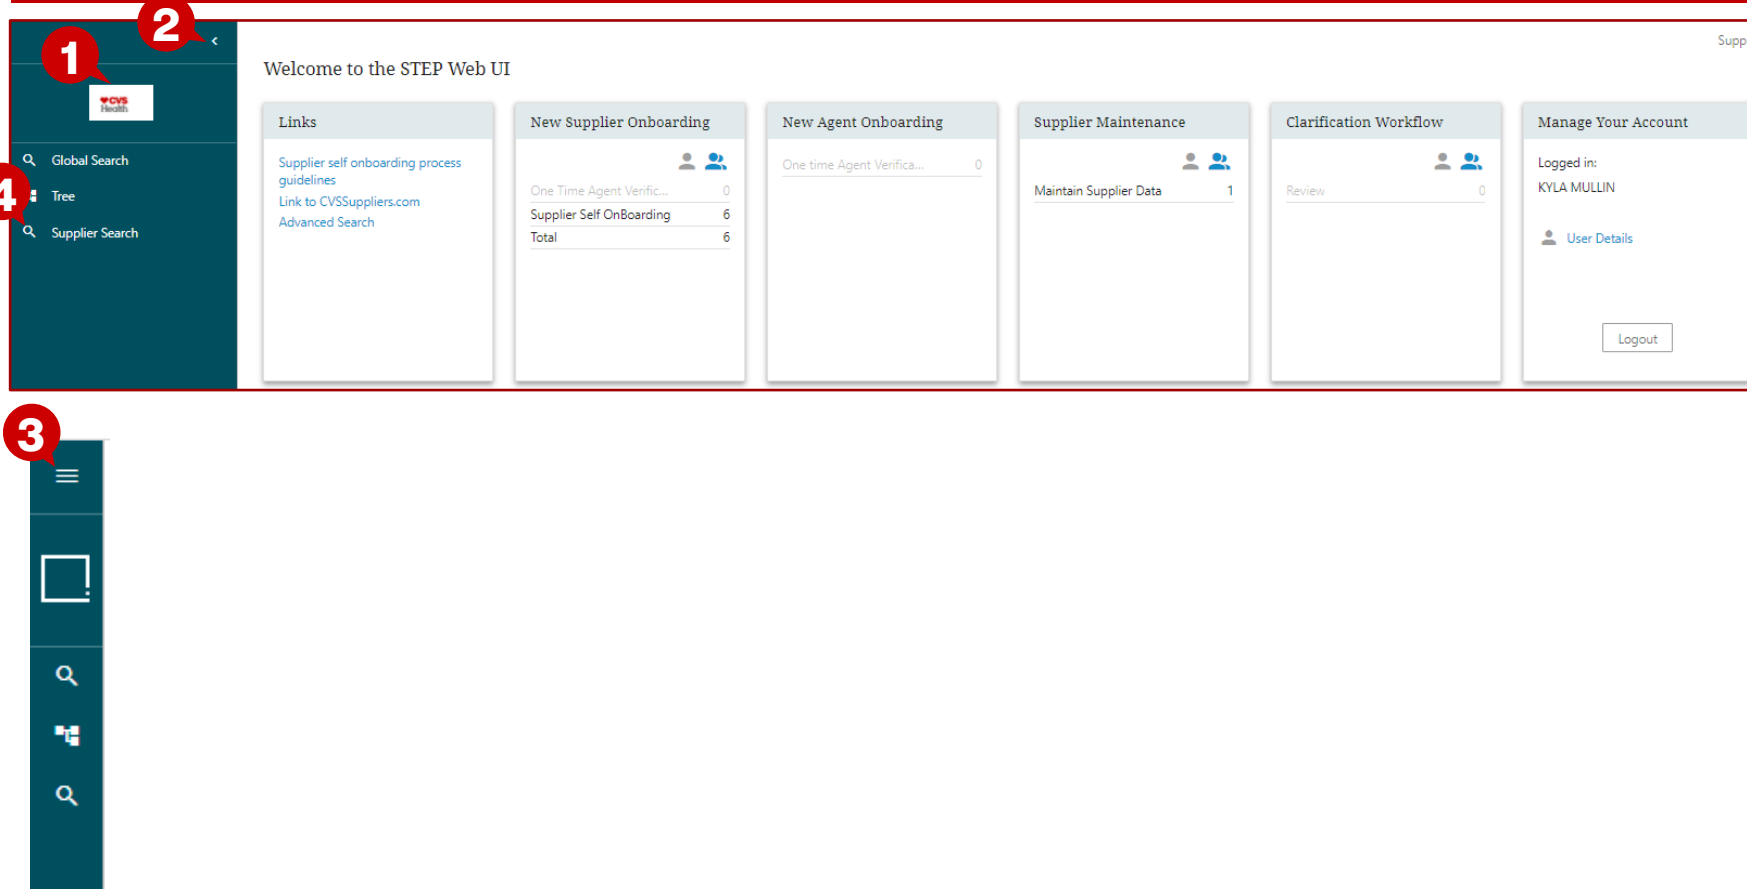 2
1
Supp
Welcome to the STEP Web UI
CVS
Health
Links
New Supplier Onboarding
New Agent Onboarding
Supplier Maintenance
Clarification Workflow
Manage Your Account
Global Search
4
Tree
Supplier Search
Supplier self onboarding process
guidelines
Link to CVSSuppliers.com
Advanced Search
One Time Agent Verific... 0
Supplier Self OnBoarding 6
Total 6
One time Agent Verifica... 0
Maintain Supplier Data 1
Review 0
Logged in:
KYLA MULLIN
User Details
Logout
3